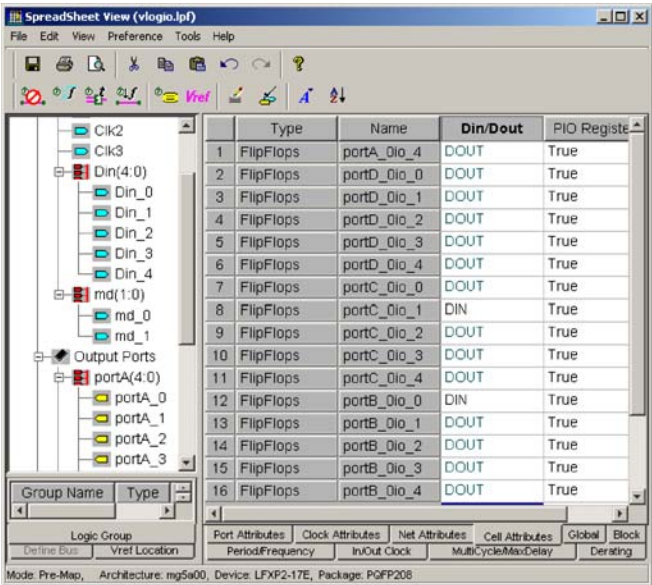 SpreadSheet View (vlogio.lpf)
File Edit View Preference Tools Help
Vref
Clk2
Clk3
Din(4:0)
Din_0
Din_1
Din_2
Din_3
Din_4
md(1:0)
md_0
md_1
Output Ports
portA(4:0)
portA_0
portA_1
portA_2
portA_3
Group Name Type
Logic Group
Define Bus Vref Location
Type Name Din/Dout PIO Registe
1 FlipFlops portA_0io_4 DOUT True
2 FlipFlops portD_0io_0 DOUT True
3 FlipFlops portD_0io_1 DOUT True
4 FlipFlops portD_0io_2 DOUT True
5 FlipFlops portD_0io_3 DOUT True
6 FlipFlops portD_0io_4 DOUT True
7 FlipFlops portC_0io_0 DOUT True
8 FlipFlops portC_0io_1 DIN True
9 FlipFlops portC_0io_2 DOUT True
10 FlipFlops portC_0io_3 DOUT True
11 FlipFlops portC_0io_4 DOUT True
12 FlipFlops portB_0io_0 DIN True
13 FlipFlops portB_0io_1 DOUT True
14 FlipFlops portB_0io_2 DOUT True
15 FlipFlops portB_0io_3 DOUT True
16 FlipFlops portB_0io_4 DOUT True
Port Attributes Clock Attributes Net Attributes Cell Attributes Global Block
Period/Frequency In/Out Clock MultiCycle/MaxDelay Derating
Mode: Pre-Map, Architecture: mg5a00, Device: LFXP2-17E, Package: PQFP208